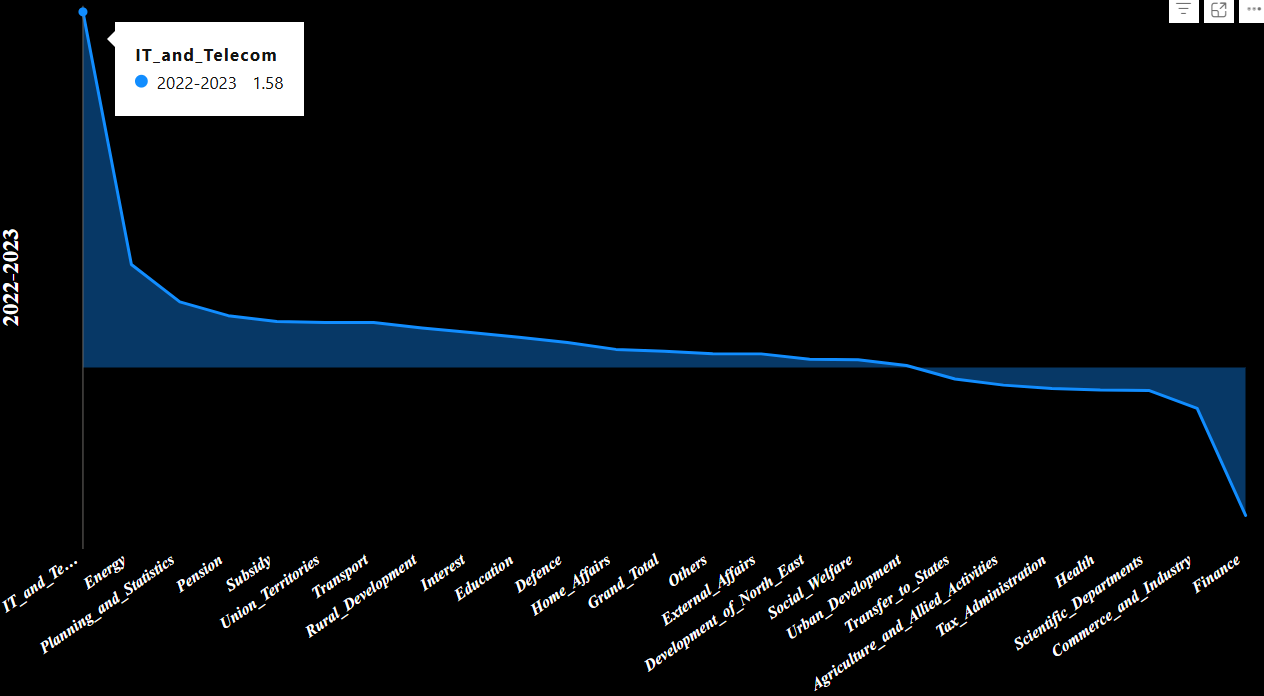 IT_and_Telecom
2022-2023 1.58
2022-2023
IT_and_Te...
Energy
Planning_and_Statistics
Pension
Subsidy
Union_Territories
Transport
Rural_Development
Interest
Education
Defence
Home_Affairs
Grand_Total
Others
External_Affairs
Development_of_North_East
Social_Welfare
Urban_Development
Transfer_to_States
Agriculture_and_Allied_Activities
Tax_Administration
Health
Scientific_Departments
Commerce_and_Industry
Finance